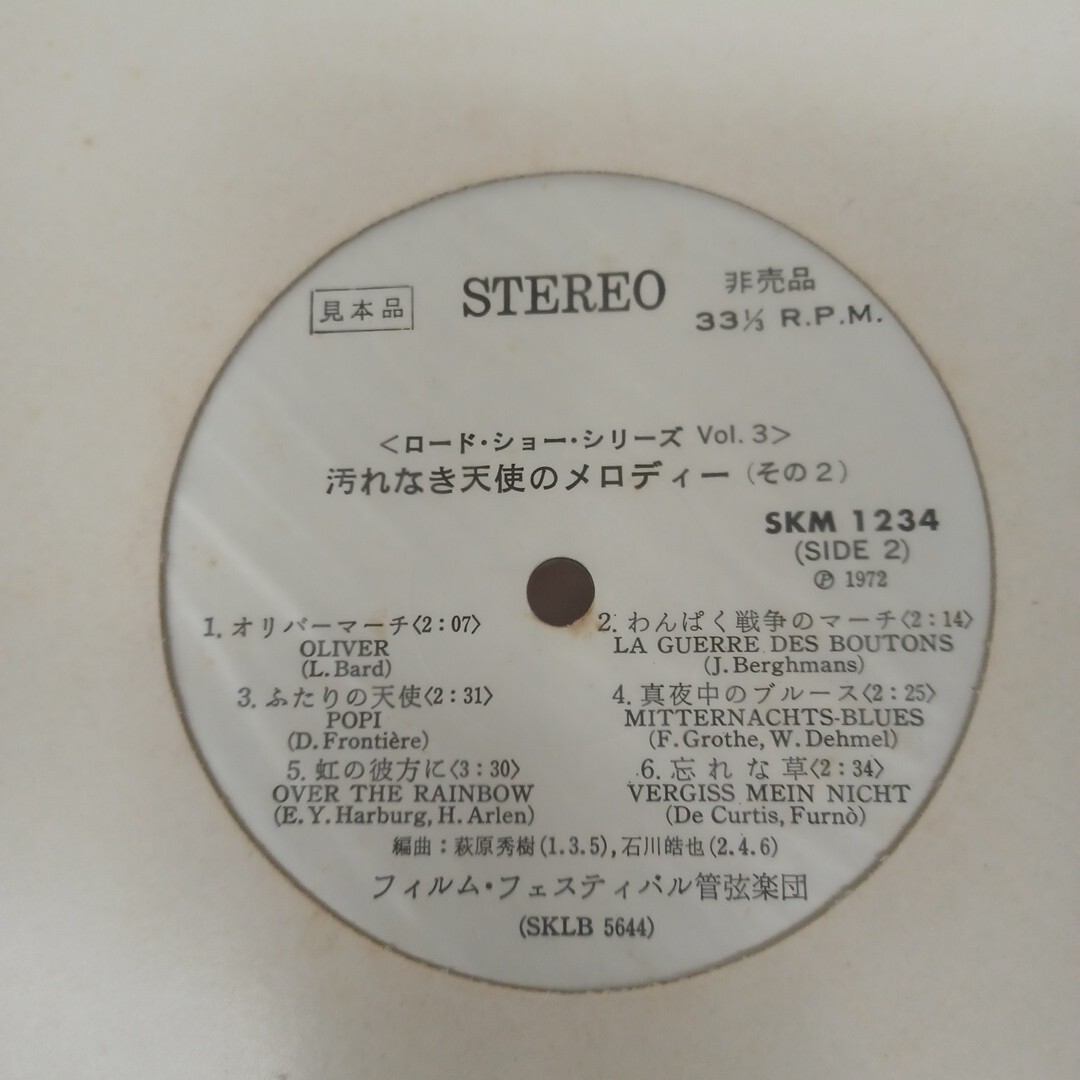 見本品 STEREO 非売品
33⅓ R.P.M.
<ロード・ショー・シリーズ Vol. 3>
汚れなき天使のメロディー (その2)
SKM 1234
(SIDE 2)
Ⓟ 1972
1. オリバーマーチ〈2:07〉
OLIVER
(L. Bard)
2. わんぱく戦争のマーチ〈2:14〉
LA GUERRE DES BOUTONS
(J. Berghmans)
3. ふたりの天使〈2:31〉
POPI
(D. Frontière)
4. 真夜中のブルース〈2:25〉
MITTERNACHTS-BLUES
(F. Grothe, W. Dehmel)
5. 虹の彼方に〈3:30〉
OVER THE RAINBOW
(E. Y. Harburg, H. Arlen)
6. 忘れな草〈2:34〉
VERGISS MEIN NICHT
(De Curtis, Furnò)
編曲:萩原秀樹(1.3.5),石川皓也(2.4.6)
フィルム・フェスティバル管弦楽団
(SKLB 5644)